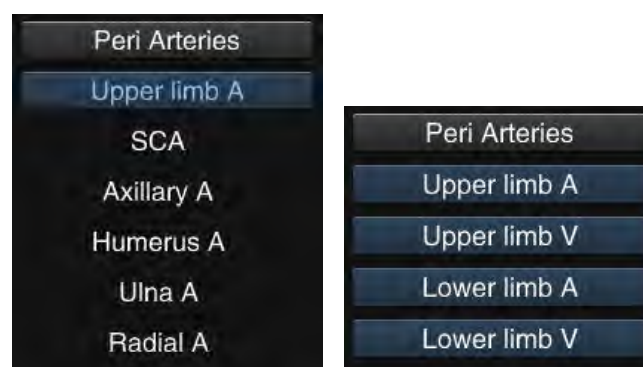 Peri Arteries
Upper limb A
SCA
Axillary A
Humerus A
Ulna A
Radial A
Peri Arteries
Upper limb A
Upper limb V
Lower limb A
Lower limb V